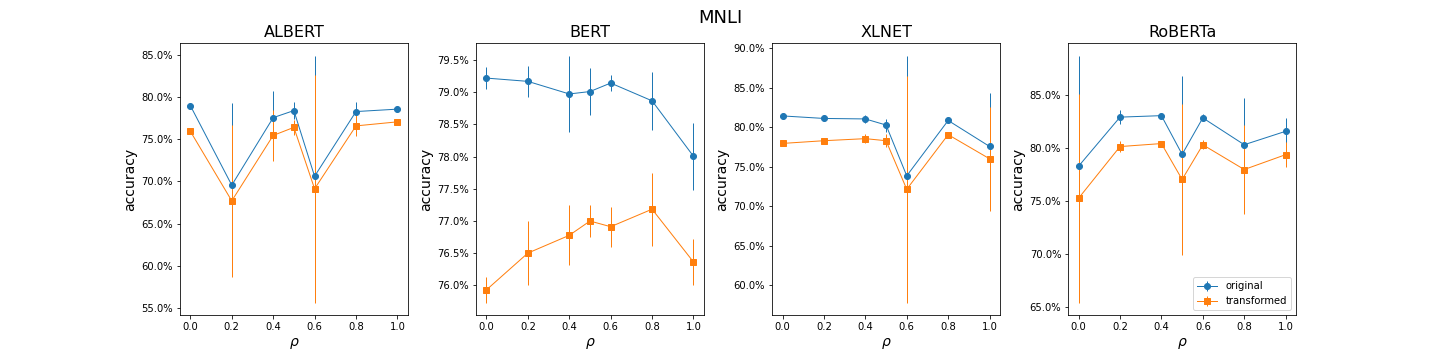 MNLI
ALBERT
BERT
XLNET
RoBERTa
accuracy
85.0%
80.0%
75.0%
70.0%
65.0%
60.0%
55.0%
0.0 0.2 0.4 0.6 0.8 1.0
ρ
accuracy
79.5%
79.0%
78.5%
78.0%
77.5%
77.0%
76.5%
76.0%
0.0 0.2 0.4 0.6 0.8 1.0
ρ
accuracy
90.0%
85.0%
80.0%
75.0%
70.0%
65.0%
60.0%
0.0 0.2 0.4 0.6 0.8 1.0
ρ
accuracy
85.0%
80.0%
75.0%
70.0%
65.0%
0.0 0.2 0.4 0.6 0.8 1.0
ρ
original
transformed